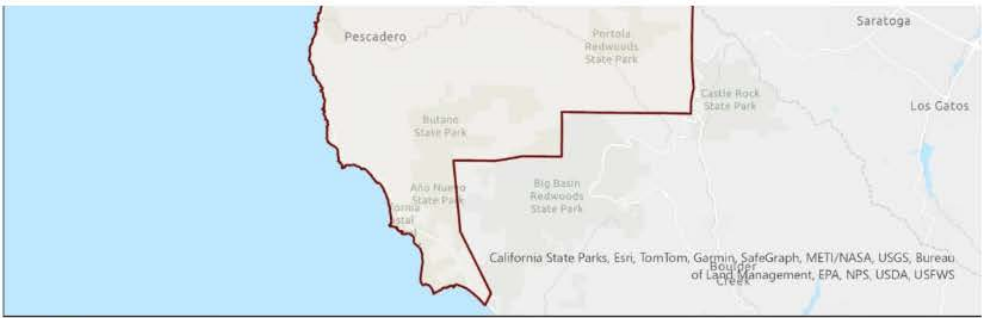 Saratoga
Pescadero
Portola
Redwoods
State Park
Castle Rock
State Park
Los Gatos
Butano
State Park
Año Nuevo
State Park
Big Basin
Redwoods
State Park
California State Parks, Esri, TomTom, Garmin, SafeGraph, METI/NASA, USGS, Bureau
of Land Management, EPA, NPS, USDA, USFWS
Boulder
Creek